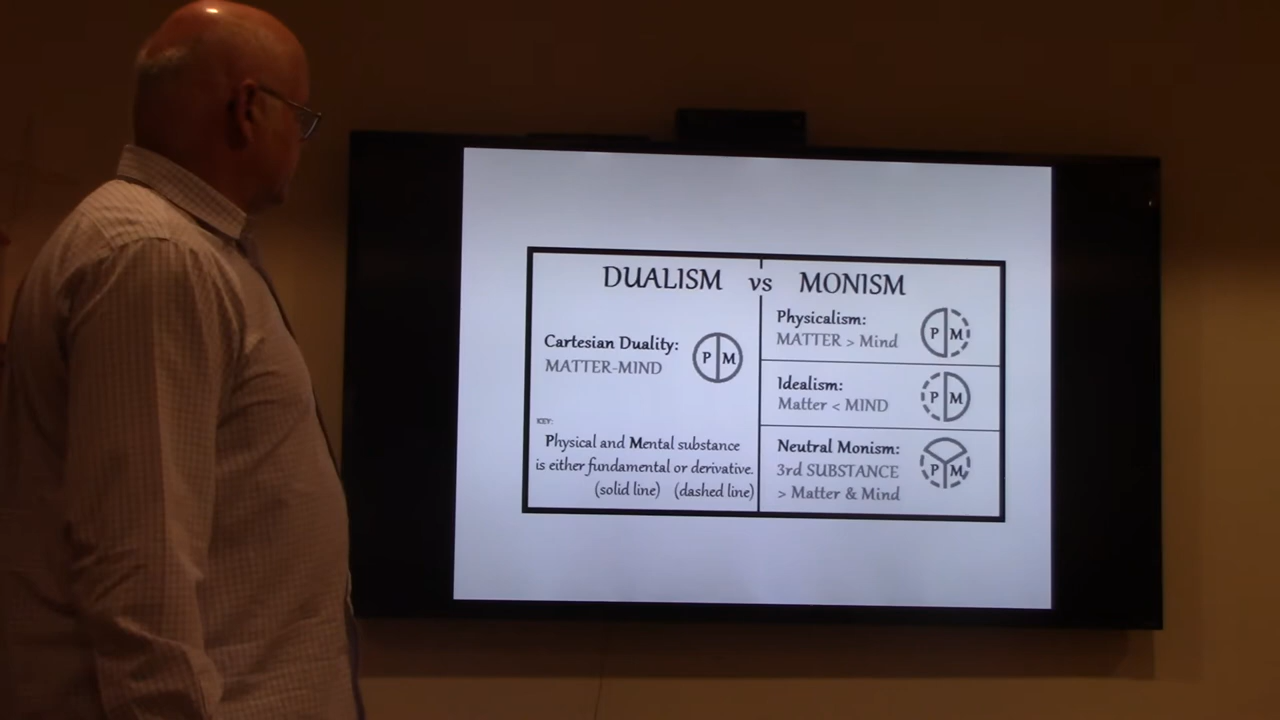 DUALISM vs MONISM
Cartesian Duality:
MATTER-MIND
P M
KEY:
Physical and Mental substance
is either fundamental or derivative.
(solid line) (dashed line)
Physicalism:
MATTER > Mind
P M
Idealism:
Matter < MIND
P M
Neutral Monism:
3rd SUBSTANCE
> Matter & Mind
P M